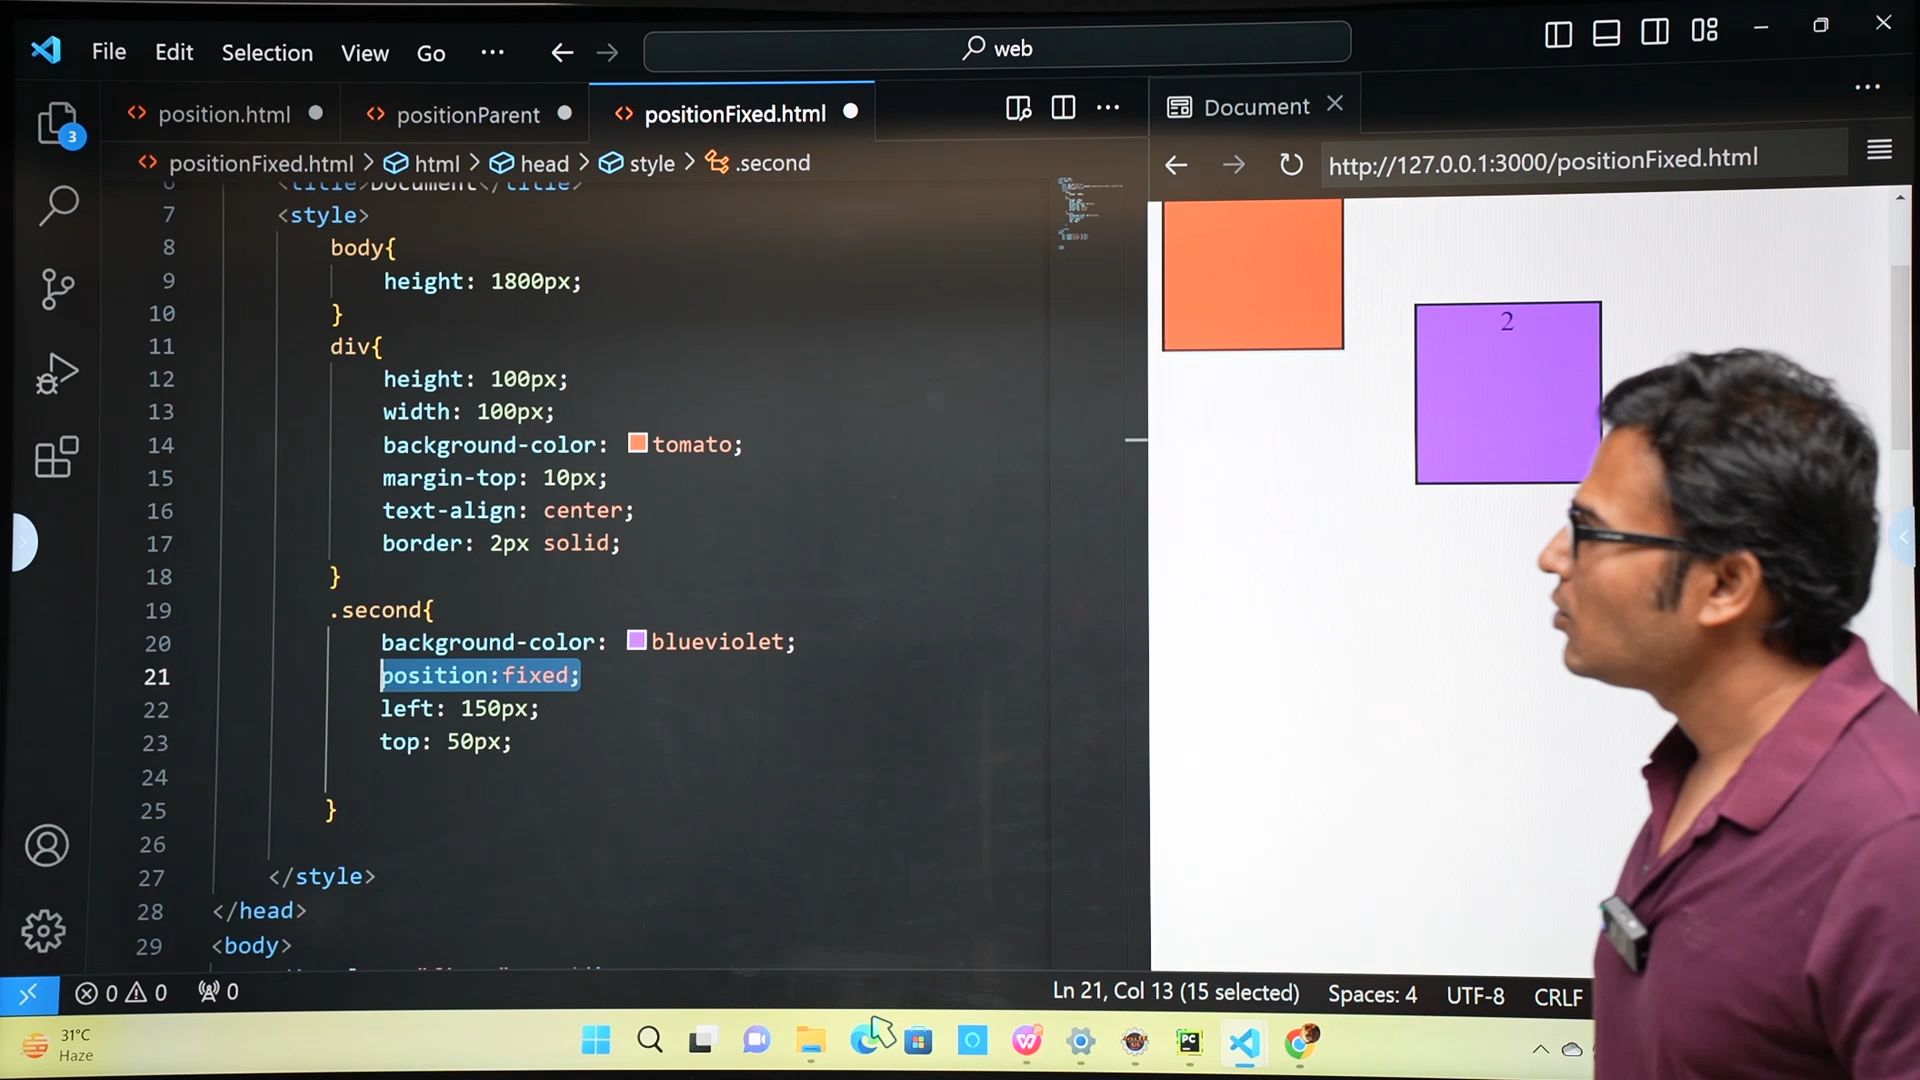 File Edit Selection View Go ... web
position.html positionParent positionFixed.html ... Document ...
positionFixed.html > html > head > style > .second
http://127.0.0.1:3000/positionFixed.html
3
<title>Document</title>
7 <style>
8 body{
9 height: 1800px;
10 }
11 div{
12 height: 100px;
13 width: 100px;
14 background-color: tomato;
15 margin-top: 10px;
16 text-align: center;
17 border: 2px solid;
18 }
19 .second{
20 background-color: blueviolet;
21 position:fixed;
22 left: 150px;
23 top: 50px;
24
25 }
26
27 </style>
28 </head>
29 <body>
2
0 0 0 Ln 21, Col 13 (15 selected) Spaces: 4 UTF-8 CRLF
31°C
Haze
PC